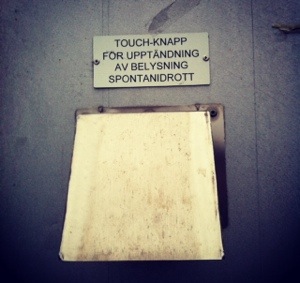 TOUCH-KNAPP
FÖR UPPTÄNDNING
AV BELYSNING
SPONTANIDROTT